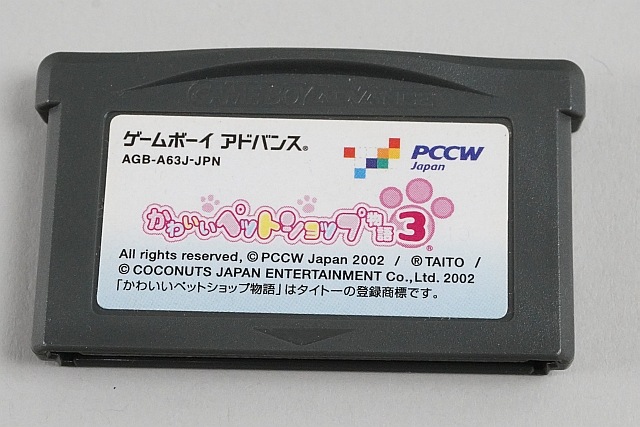 GAME BOY ADVANCE
ゲームボーイ アドバンス®
AGB-A63J-JPN
PCCW
Japan
かわいいペットショップ物語3®
All rights reserved, © PCCW Japan 2002 / ® TAITO /
© COCONUTS JAPAN ENTERTAINMENT Co., Ltd. 2002
「かわいいペットショップ物語」はタイトーの登録商標です。